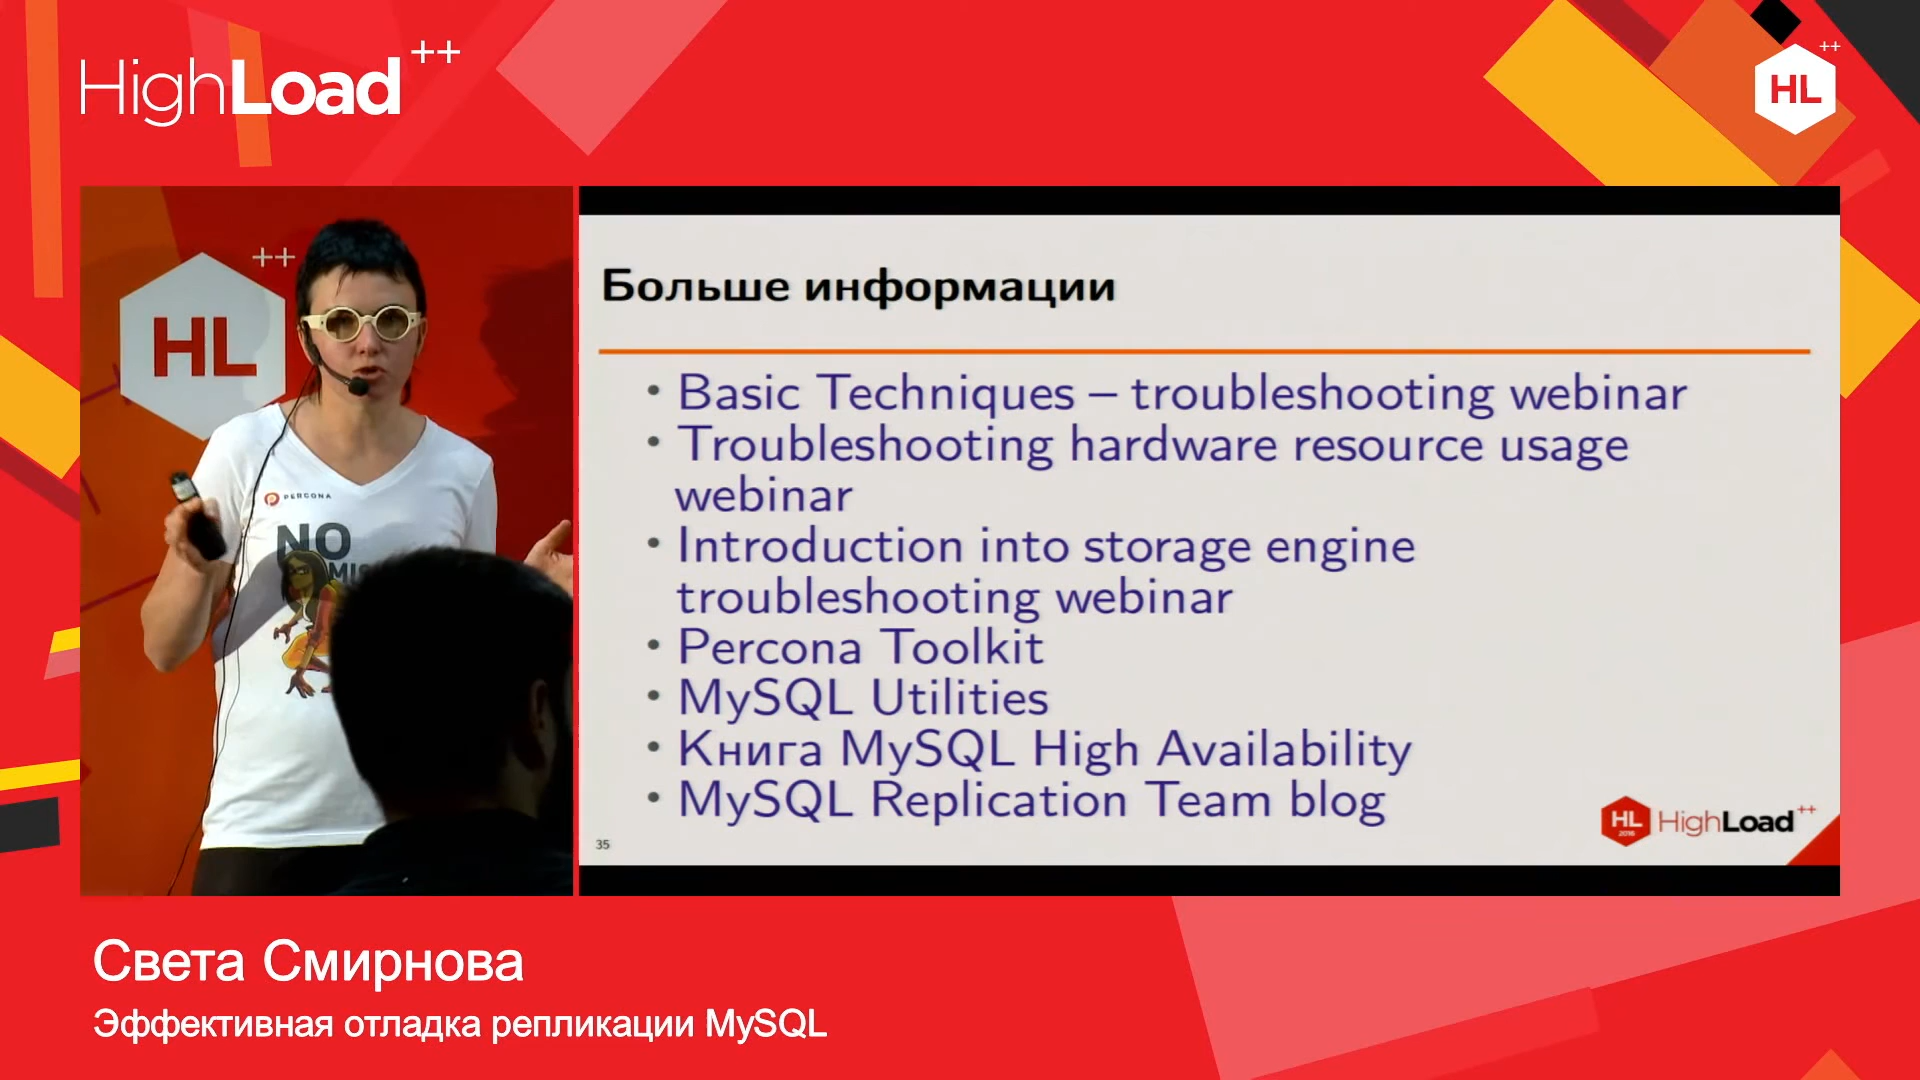 HighLoad++
HL++
HL++
PERCONA
NO
Больше информации
• Basic Techniques – troubleshooting webinar
• Troubleshooting hardware resource usage
webinar
• Introduction into storage engine
troubleshooting webinar
• Percona Toolkit
• MySQL Utilities
• Книга MySQL High Availability
• MySQL Replication Team blog
35
HL
2016
HighLoad++
Света Смирнова
Эффективная отладка репликации MySQL